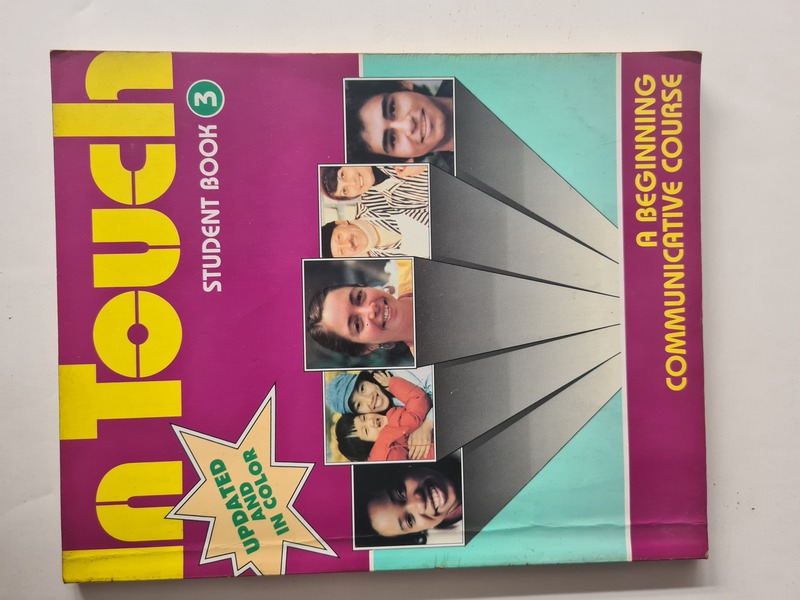 In Touch
STUDENT BOOK 3
UPDATED
AND
IN COLOR
A BEGINNING
COMMUNICATIVE COURSE